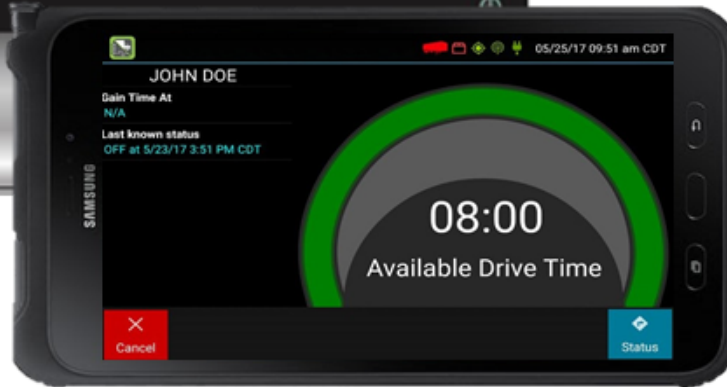 05/25/17 09:51 am CDT
JOHN DOE
Gain Time At
N/A
Last known status
OFF at 5/23/17 3:51 PM CDT
SAMSUNG
08:00
Available Drive Time
Cancel
Status